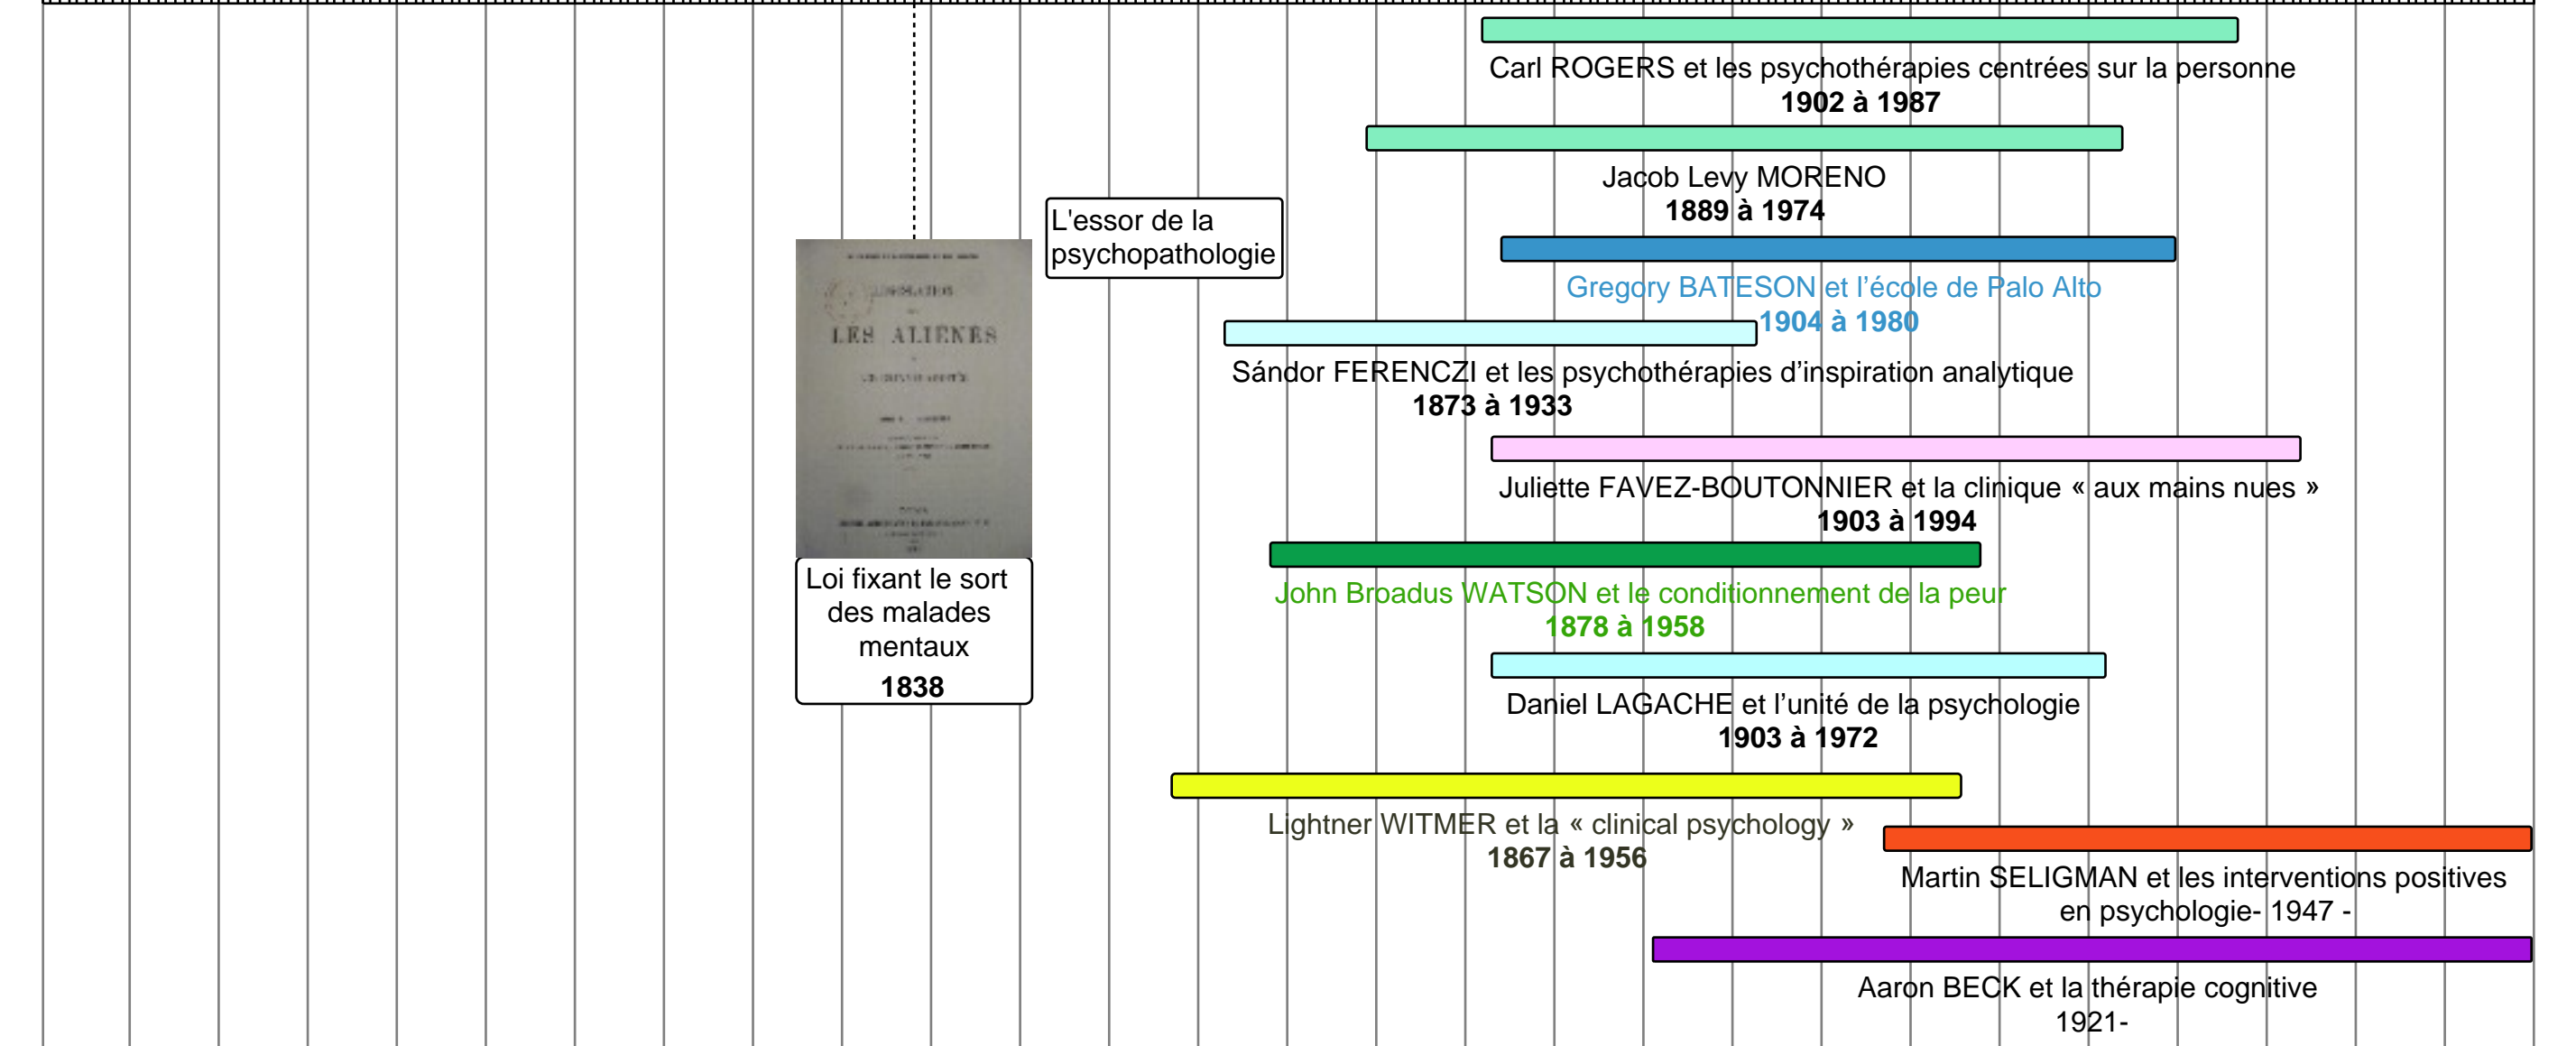 Carl ROGERS et les psychothérapies centrées sur la personne
1902 à 1987
Jacob Levy MORENO
1889 à 1974
L'essor de la
psychopathologie
Gregory BATESON et l’école de Palo Alto
1904 à 1980
Sándor FERENCZI et les psychothérapies d’inspiration analytique
1873 à 1933
LES ALIÉNÉS
Juliette FAVEZ-BOUTONNIER et la clinique « aux mains nues »
1903 à 1994
John Broadus WATSON et le conditionnement de la peur
1878 à 1958
Loi fixant le sort
des malades
mentaux
1838
Daniel LAGACHE et l’unité de la psychologie
1903 à 1972
Lightner WITMER et la « clinical psychology »
1867 à 1956
Martin SELIGMAN et les interventions positives
en psychologie- 1947 -
Aaron BECK et la thérapie cognitive
1921-